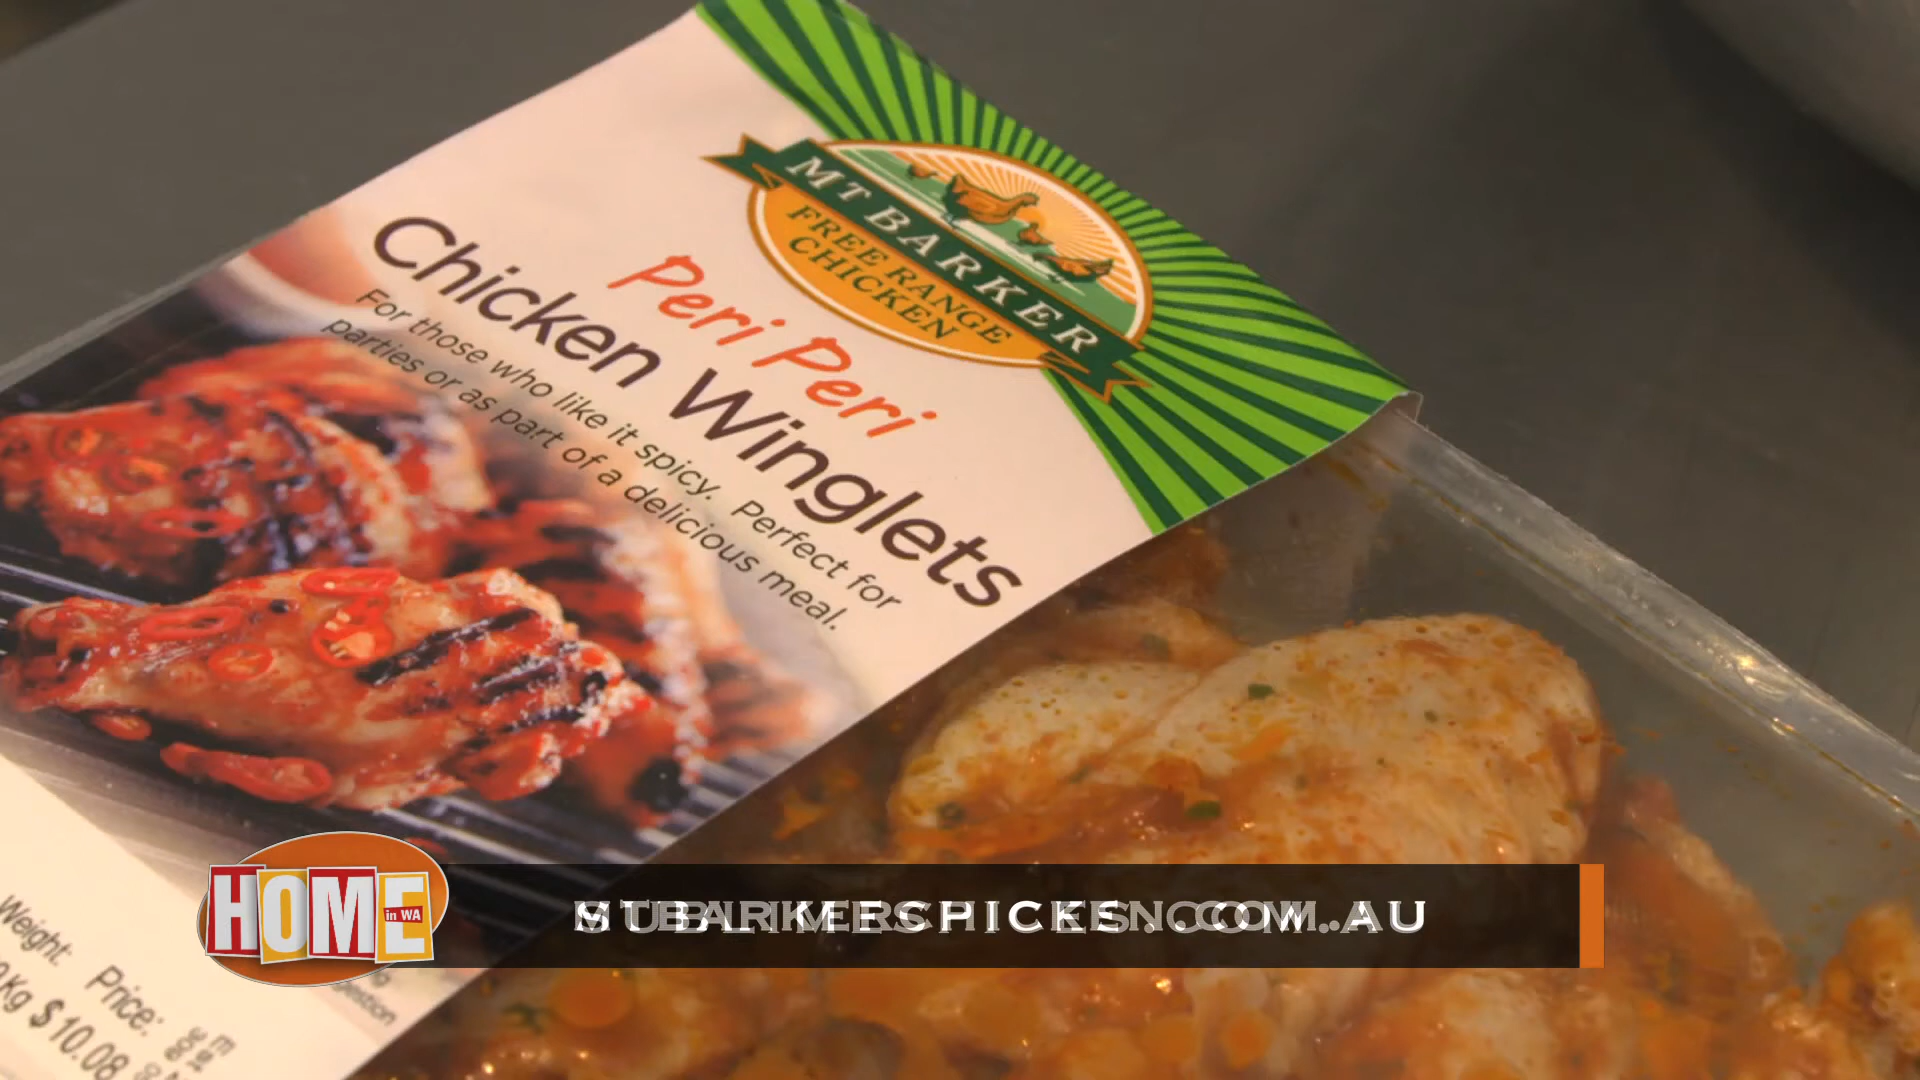 MT BARKER
FREE RANGE
CHICKEN
Peri Peri
Chicken Winglets
For those who like it spicy. Perfect for
parties or as part of a delicious meal.
Weight:
Price:
Kg $10.08
HOME
in WA